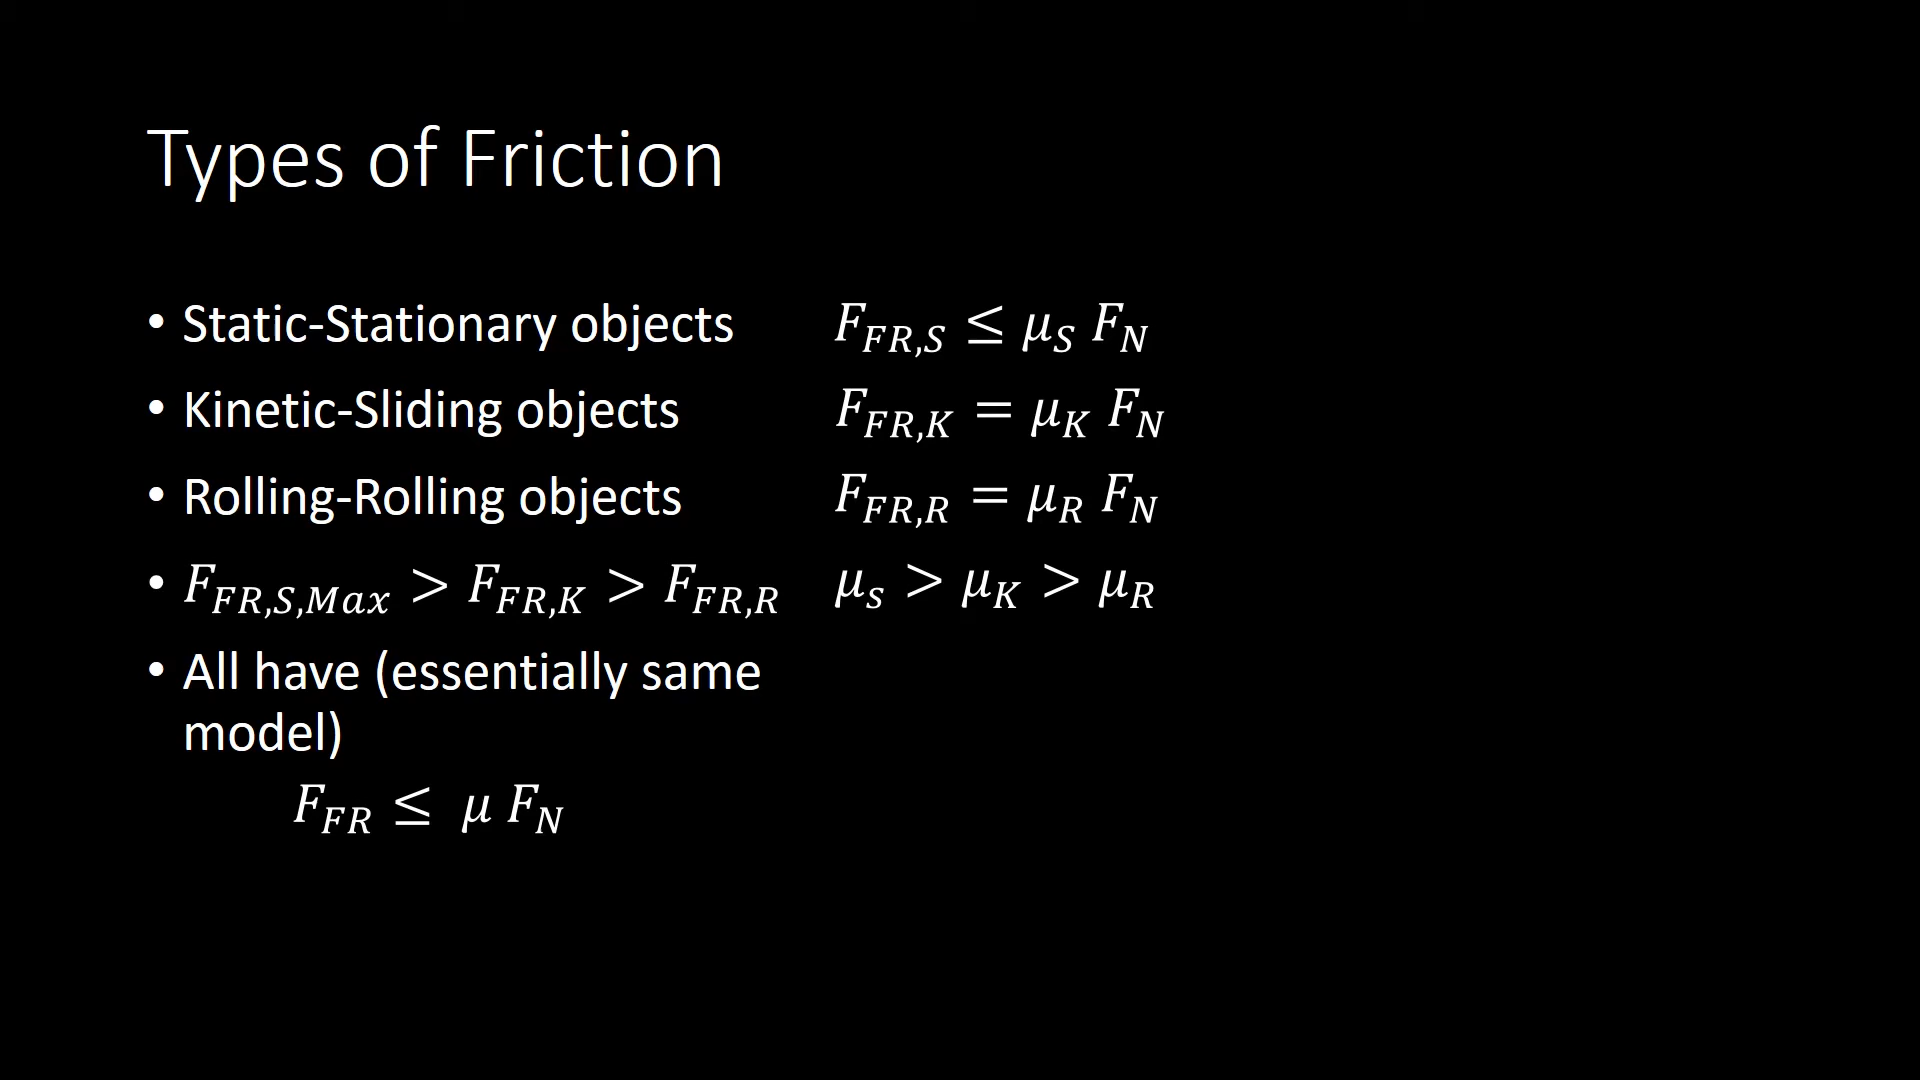 Types of Friction
• Static-Stationary objects
𝐹_{𝐹𝑅,𝑆} ≤ 𝜇_𝑆 𝐹_𝑁
• Kinetic-Sliding objects
𝐹_{𝐹𝑅,𝐾} = 𝜇_𝐾 𝐹_𝑁
• Rolling-Rolling objects
𝐹_{𝐹𝑅,𝑅} = 𝜇_𝑅 𝐹_𝑁
• 𝐹_{𝐹𝑅,𝑆,𝑀𝑎𝑥} > 𝐹_{𝐹𝑅,𝐾} > 𝐹_{𝐹𝑅,𝑅}
𝜇_𝑠 > 𝜇_𝐾 > 𝜇_𝑅
• All have (essentially same
model)
𝐹_{𝐹𝑅} ≤ 𝜇 𝐹_𝑁